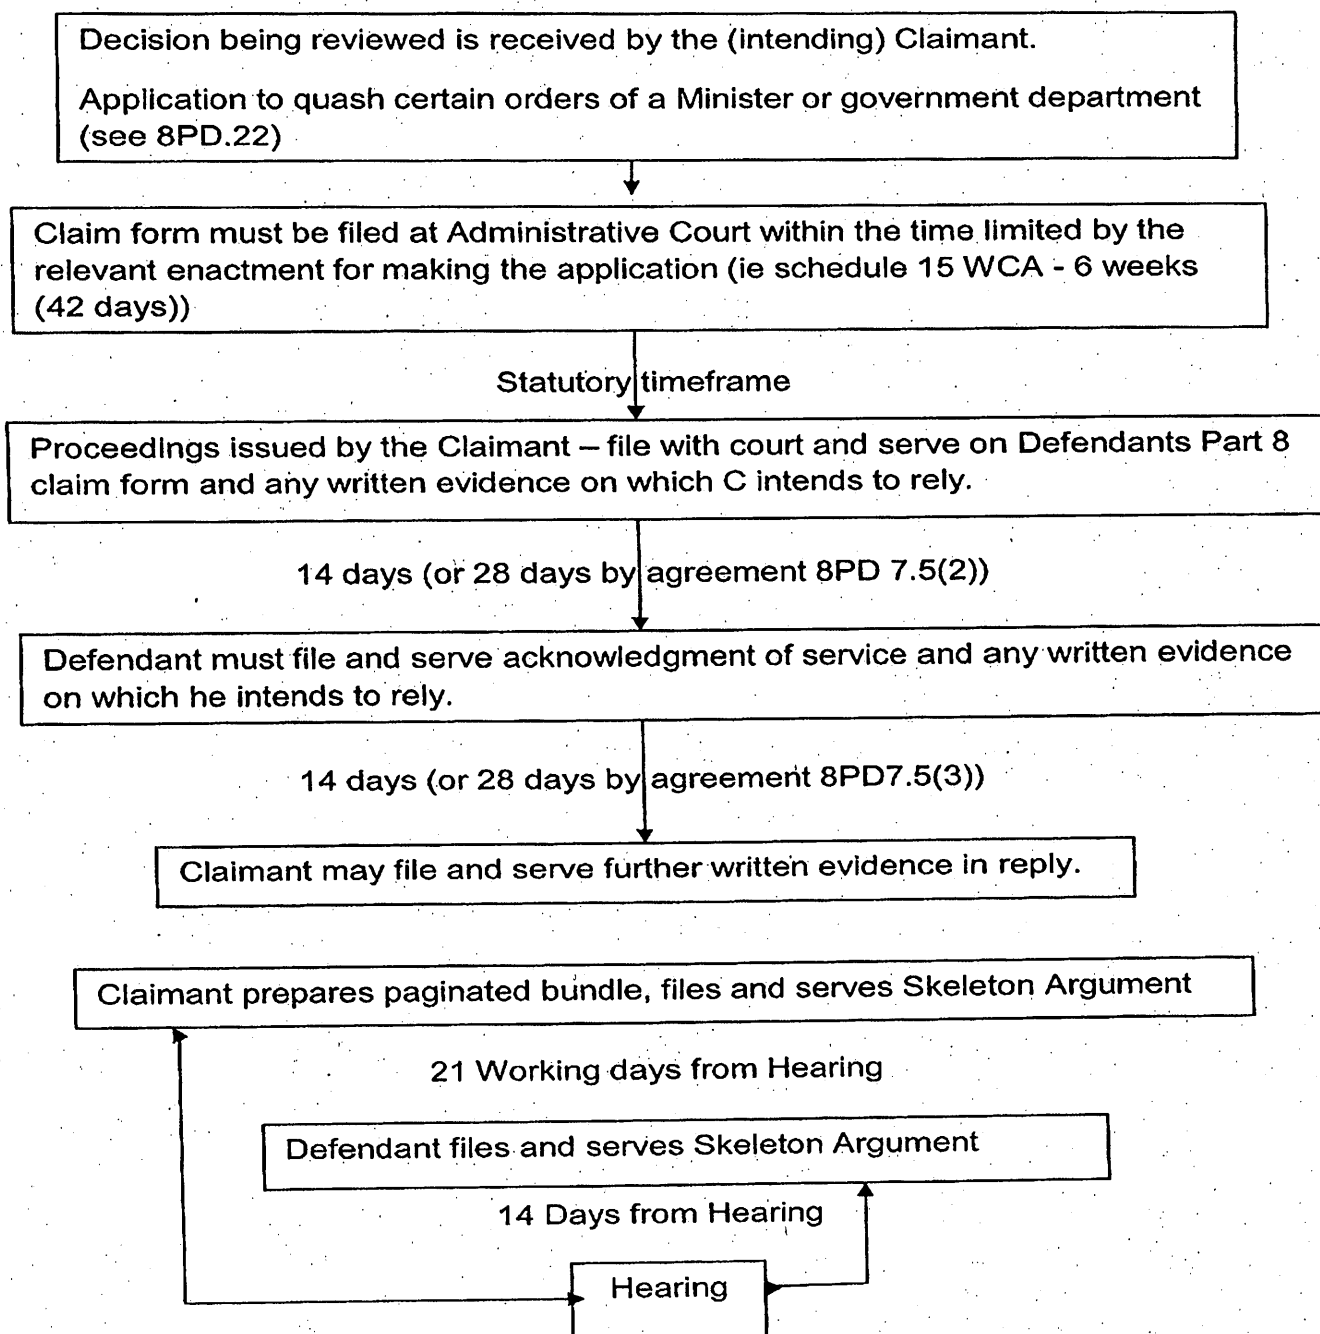 Decision being reviewed is received by the (intending) Claimant.
Application to quash certain orders of a Minister or government department
(see 8PD.22)
Claim form must be filed at Administrative Court within the time limited by the
relevant enactment for making the application (ie schedule 15 WCA - 6 weeks
(42 days))
Statutory timeframe
Proceedings issued by the Claimant – file with court and serve on Defendants Part 8
claim form and any written evidence on which C intends to rely.
14 days (or 28 days by agreement 8PD 7.5(2))
Defendant must file and serve acknowledgment of service and any written evidence
on which he intends to rely.
14 days (or 28 days by agreement 8PD7.5(3))
Claimant may file and serve further written evidence in reply.
Claimant prepares paginated bundle, files and serves Skeleton Argument
21 Working days from Hearing
Defendant files and serves Skeleton Argument
14 Days from Hearing
Hearing